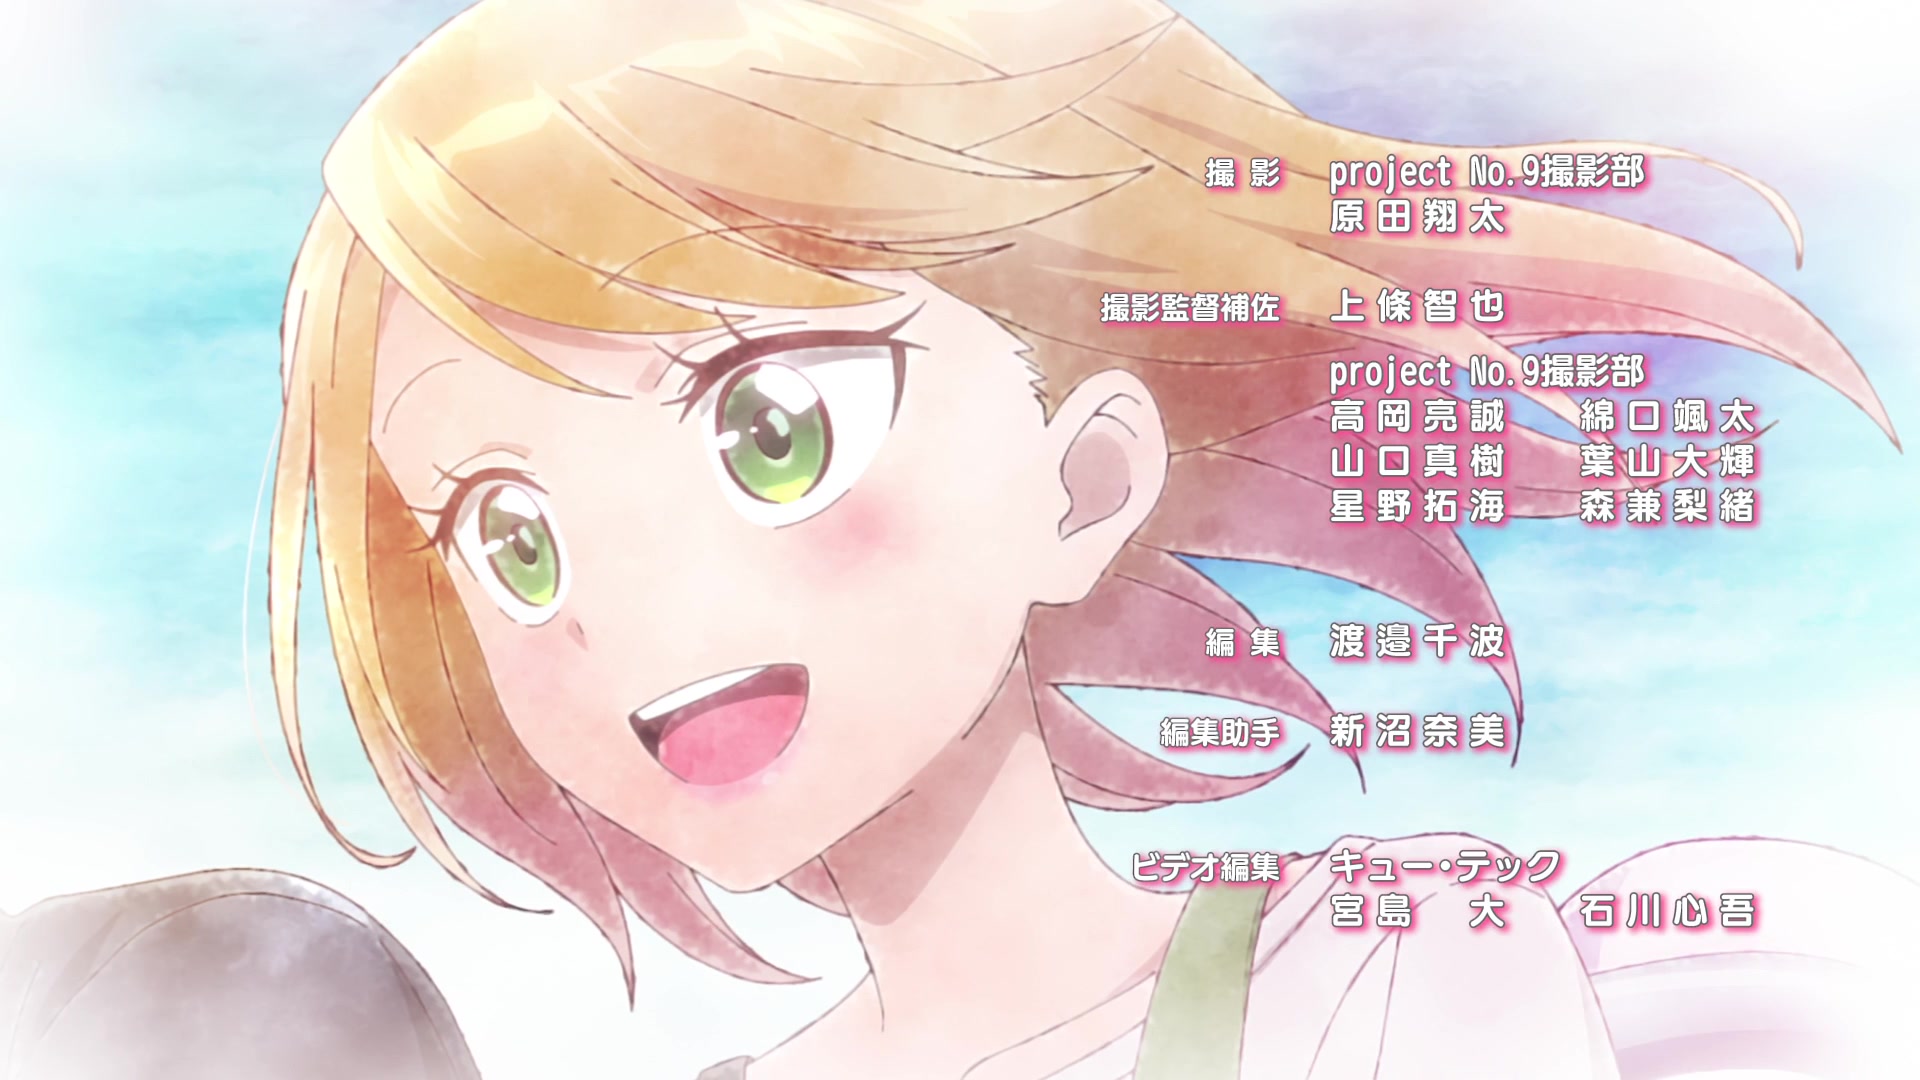 撮影 project No.9撮影部
原田翔太
撮影監督補佐 上條智也
project No.9撮影部
高岡亮誠 綿口颯太
山口真樹 葉山大輝
星野拓海 森兼梨緒
編集 渡邉千波
編集助手 新沼奈美
ビデオ編集 キュー・テック
宮島 大 石川心吾